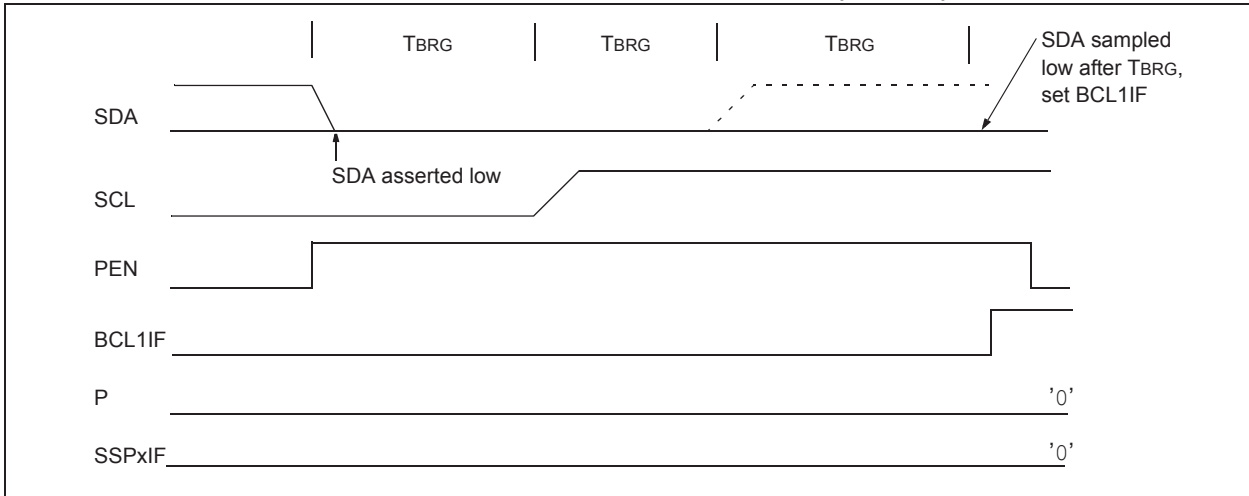 TBRG TBRG TBRG
SDA sampled
low after TBRG,
set BCL1IF
SDA
SDA asserted low
SCL
PEN
BCL1IF
P '0'
SSPxIF '0'